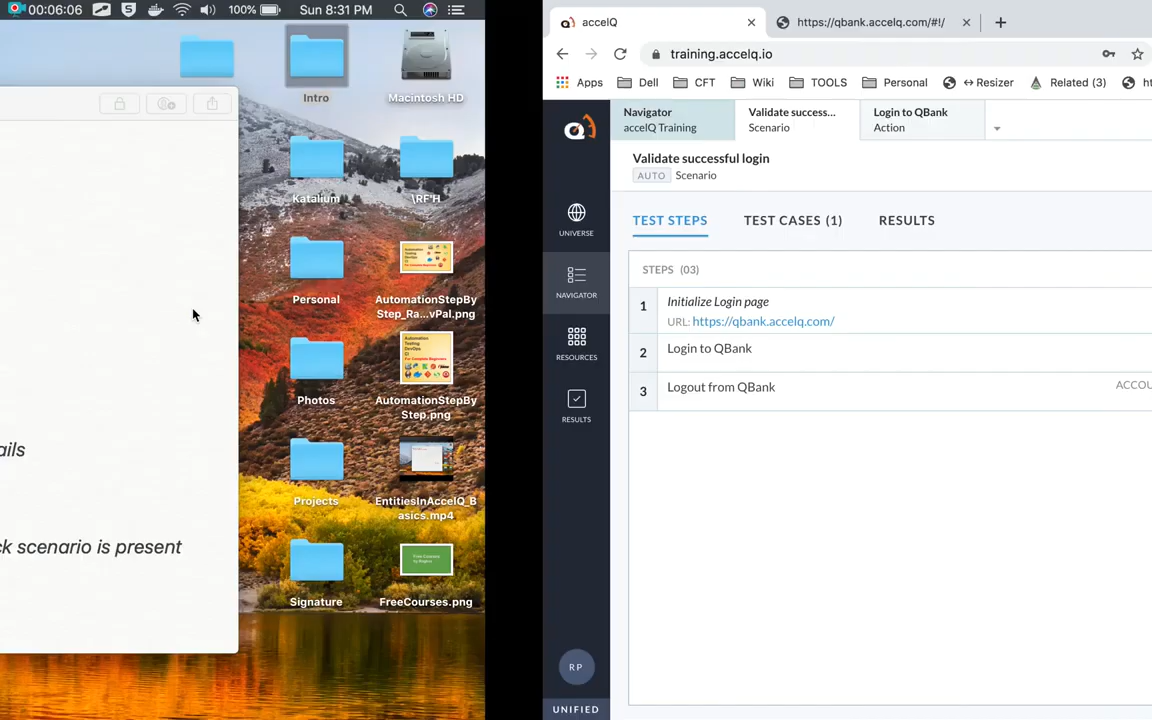 00:06:06
100%
Sun 8:31 PM
Intro
Macintosh HD
Katalium
\RF'H
Personal
AutomationStepBy
Step_Ra...vPal.png
Photos
AutomationStepBy
Step.png
Projects
EntitiesInAccelQ_B
asics.mp4
Signature
FreeCourses.png
ails
ck scenario is present
accelQ
https://qbank.accelq.com/#!/
training.accelq.io
Apps
Dell
CFT
Wiki
TOOLS
Personal
↔Resizer
Related (3)
ht
Navigator
accelQ Training
Validate success...
Scenario
Login to QBank
Action
Validate successful login
AUTO Scenario
UNIVERSE
NAVIGATOR
RESOURCES
RESULTS
RP
UNIFIED
TEST STEPS
TEST CASES (1)
RESULTS
STEPS (03)
1
Initialize Login page
URL: https://qbank.accelq.com/
2
Login to QBank
3
Logout from QBank
ACCOU